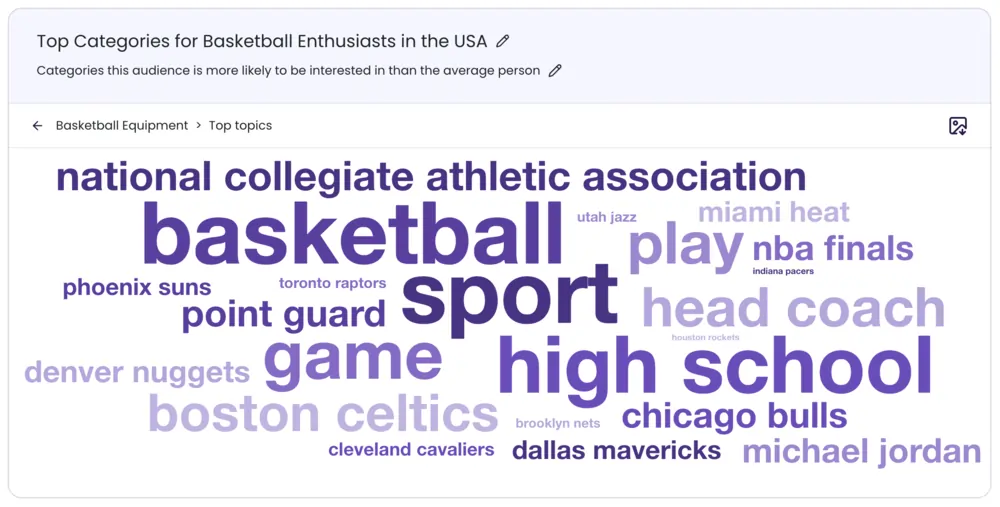 Top Categories for Basketball Enthusiasts in the USA
Categories this audience is more likely to be interested in than the average person
Basketball Equipment > Top topics
national collegiate athletic association
basketball
utah jazz
miami heat
play
nba finals
indiana pacers
phoenix suns
toronto raptors
sport
point guard
head coach
houston rockets
game
high school
denver nuggets
boston celtics
brooklyn nets
chicago bulls
cleveland cavaliers
dallas mavericks
michael jordan